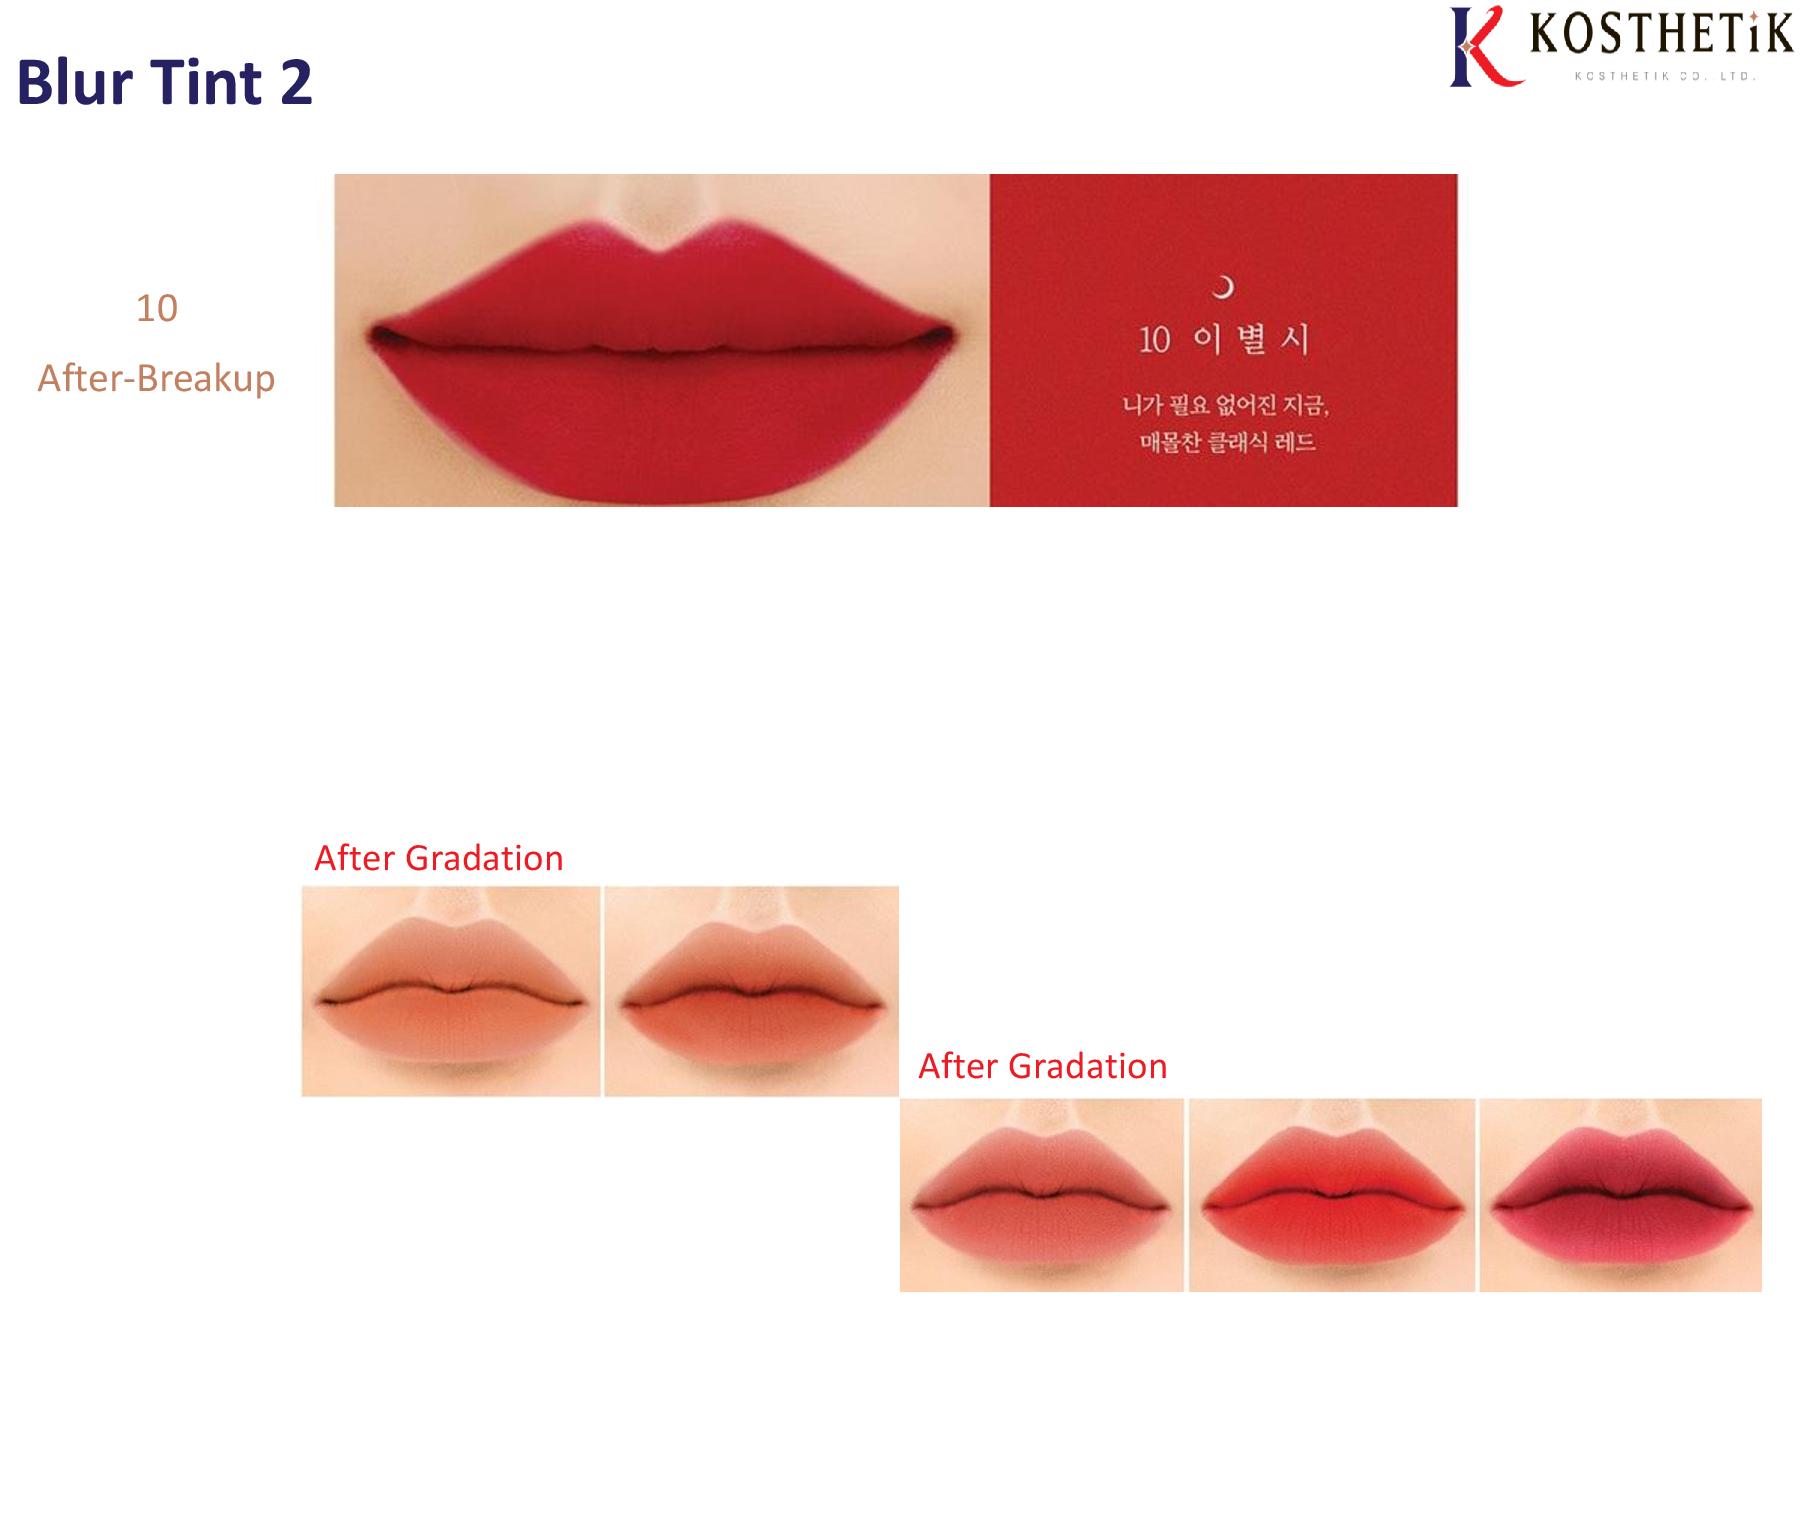 KOSTHETiK
KOSTHETIK CO. LTD.
Blur Tint 2
10
After-Breakup
10 이별시
니가 필요 없어진 지금,
매몰찬 클래식 레드
After Gradation
After Gradation